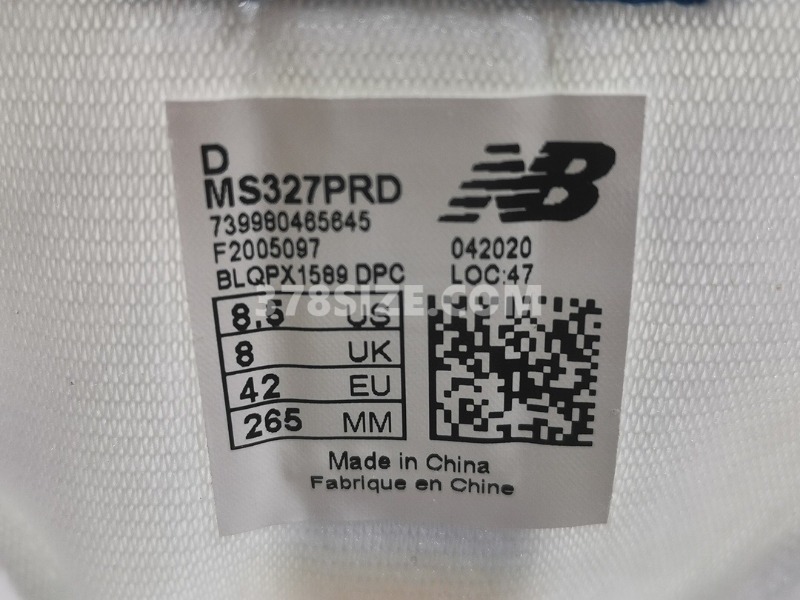 D
MS327PRD
739980465645
F2005097
BLQPX1589 DPC
NB
042020
LOC:47
378SIZE.COM
8.5 US
8 UK
42 EU
265 MM
Made in China
Fabrique en Chine